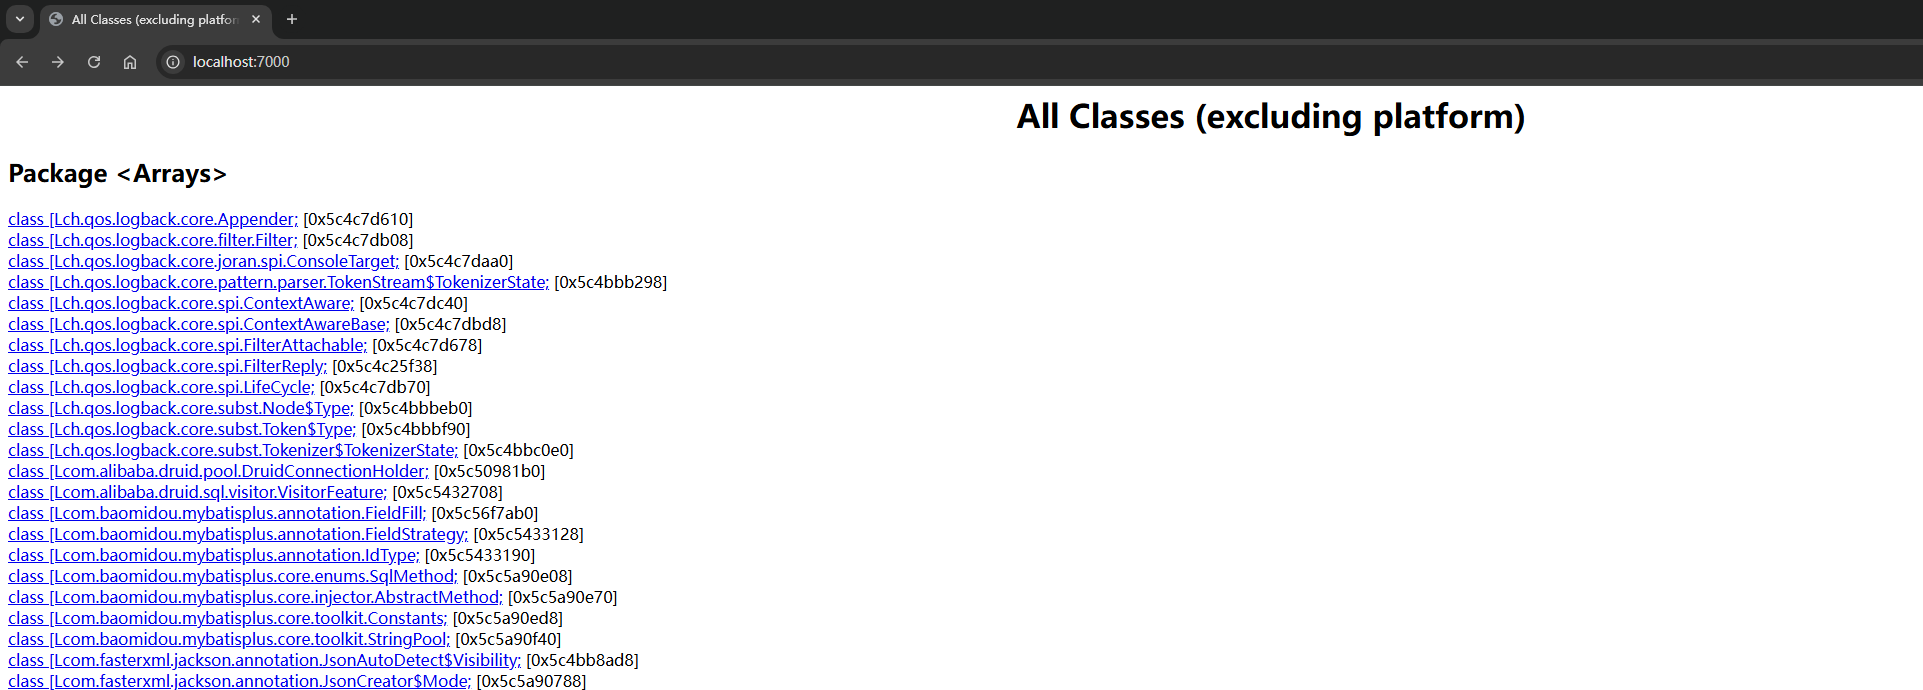 All Classes (excluding platfor
localhost:7000
All Classes (excluding platform)
Package <Arrays>
class [Lch.qos.logback.core.Appender; [0x5c4c7d610]
class [Lch.qos.logback.core.filter.Filter; [0x5c4c7db08]
class [Lch.qos.logback.core.joran.spi.ConsoleTarget; [0x5c4c7daa0]
class [Lch.qos.logback.core.pattern.parser.TokenStream$TokenizerState; [0x5c4bbb298]
class [Lch.qos.logback.core.spi.ContextAware; [0x5c4c7dc40]
class [Lch.qos.logback.core.spi.ContextAwareBase; [0x5c4c7dbd8]
class [Lch.qos.logback.core.spi.FilterAttachable; [0x5c4c7d678]
class [Lch.qos.logback.core.spi.FilterReply; [0x5c4c25f38]
class [Lch.qos.logback.core.spi.LifeCycle; [0x5c4c7db70]
class [Lch.qos.logback.core.subst.Node$Type; [0x5c4bbbeb0]
class [Lch.qos.logback.core.subst.Token$Type; [0x5c4bbbf90]
class [Lch.qos.logback.core.subst.Tokenizer$TokenizerState; [0x5c4bbc0e0]
class [Lcom.alibaba.druid.pool.DruidConnectionHolder; [0x5c50981b0]
class [Lcom.alibaba.druid.sql.visitor.VisitorFeature; [0x5c5432708]
class [Lcom.baomidou.mybatisplus.annotation.FieldFill; [0x5c56f7ab0]
class [Lcom.baomidou.mybatisplus.annotation.FieldStrategy; [0x5c5433128]
class [Lcom.baomidou.mybatisplus.annotation.IdType; [0x5c5433190]
class [Lcom.baomidou.mybatisplus.core.enums.SqlMethod; [0x5c5a90e08]
class [Lcom.baomidou.mybatisplus.core.injector.AbstractMethod; [0x5c5a90e70]
class [Lcom.baomidou.mybatisplus.core.toolkit.Constants; [0x5c5a90ed8]
class [Lcom.baomidou.mybatisplus.core.toolkit.StringPool; [0x5c5a90f40]
class [Lcom.fasterxml.jackson.annotation.JsonAutoDetect$Visibility; [0x5c4bb8ad8]
class [Lcom.fasterxml.jackson.annotation.JsonCreator$Mode; [0x5c5a90788]